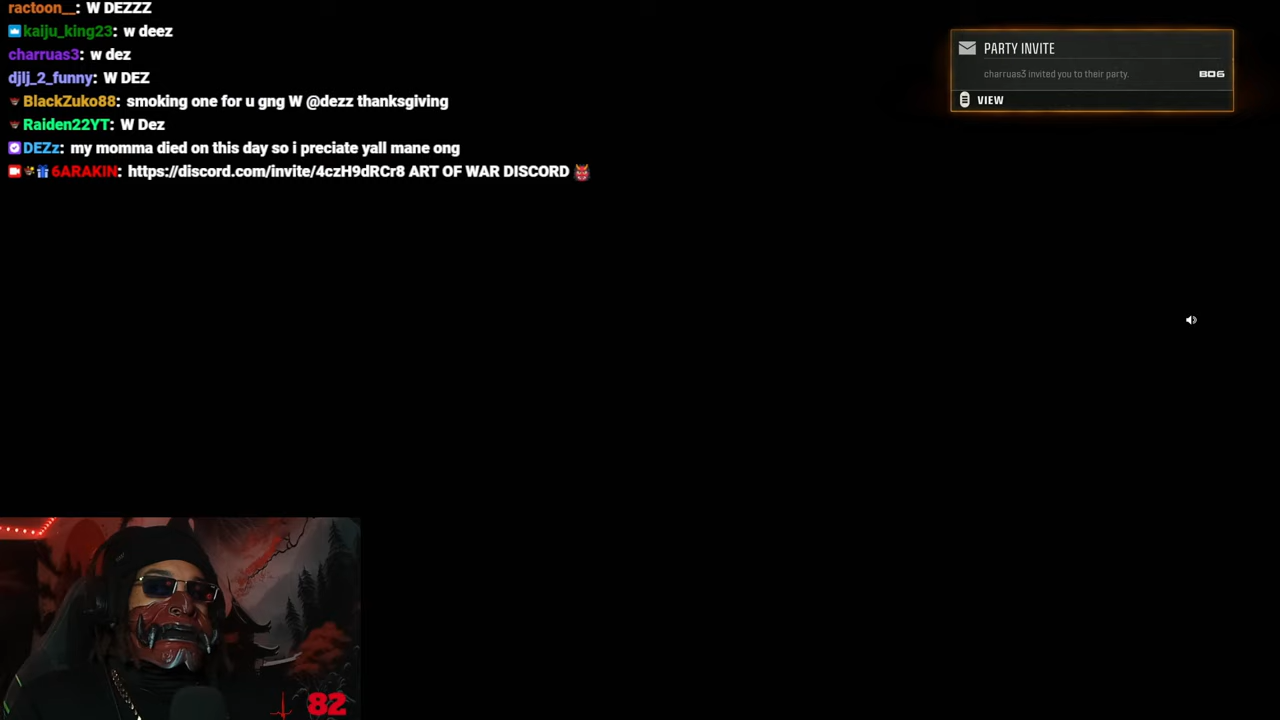 ractoon__: W DEZZZ
kaiju_king23: w deez
charruas3: w dez
djlj_2_funny: W DEZ
BlackZuko88: smoking one for u gng W @dezz thanksgiving
Raiden22YT: W Dez
DEZz: my momma died on this day so i preciate yall mane ong
6ARAKIN: https://discord.com/invite/4czH9dRCr8 ART OF WAR DISCORD 👹
PARTY INVITE
charruas3 invited you to their party.
BO6
VIEW
82